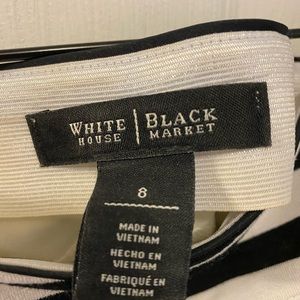 WHITE HOUSE | BLACK MARKET
8
MADE IN
VIETNAM
HECHO EN
VIETNAM
FABRIQUÉ EN
VIETNAM